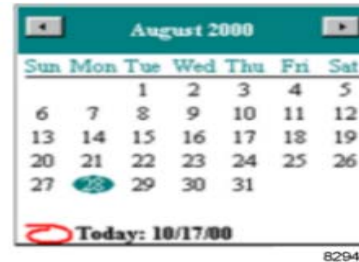 August 2000
Sun Mon Tue Wed Thu Fri Sat
1 2 3 4 5
6 7 8 9 10 11 12
13 14 15 16 17 18 19
20 21 22 23 24 25 26
27 28 29 30 31
Today: 10/17/00
8294